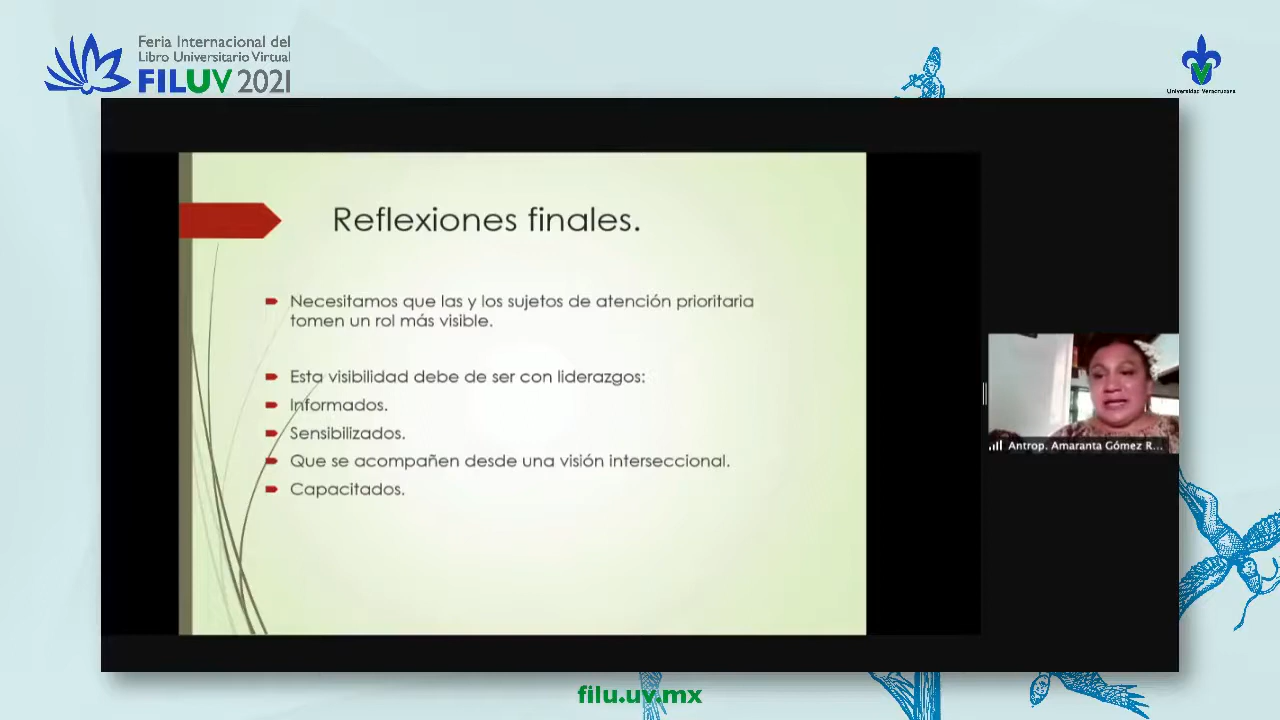 Feria Internacional del
Libro Universitario Virtual
FILUV 2021
Universidad Veracruzana
Reflexiones finales.
Necesitamos que las y los sujetos de atención prioritaria
tomen un rol más visible.
Esta visibilidad debe de ser con liderazgos:
Informados.
Sensibilizados.
Que se acompañen desde una visión interseccional.
Capacitados.
Antrop. Amaranta Gómez R...
filu.uv.mx